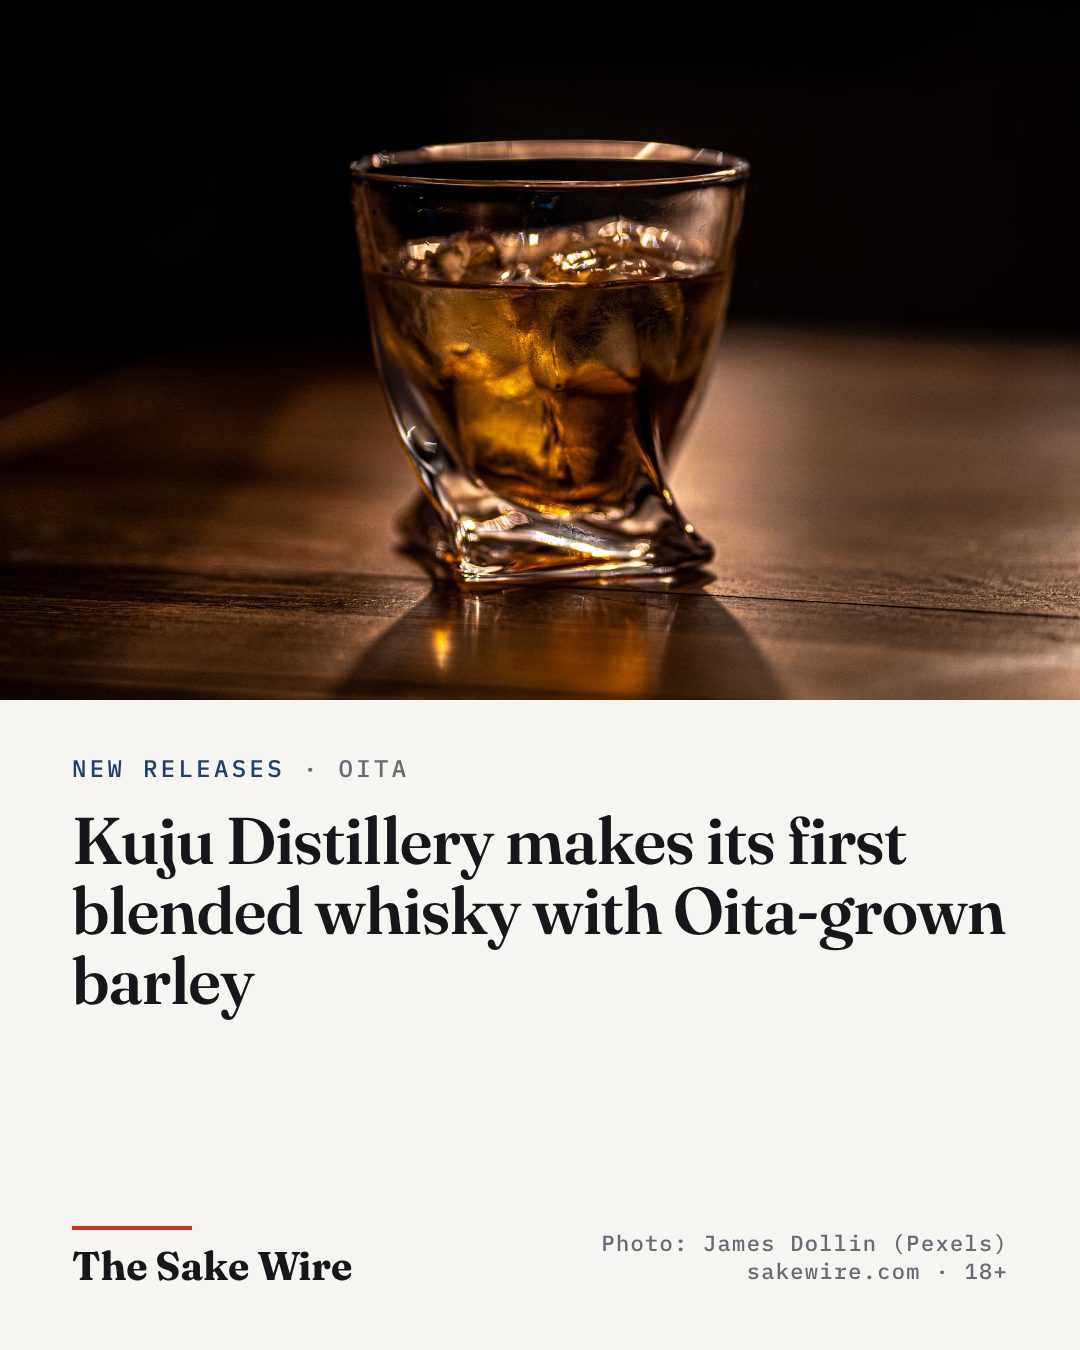 NEW RELEASES · OITA
Kuju Distillery makes its first
blended whisky with Oita-grown
barley
The Sake Wire
Photo: James Dollin (Pexels)
sakewire.com · 18+